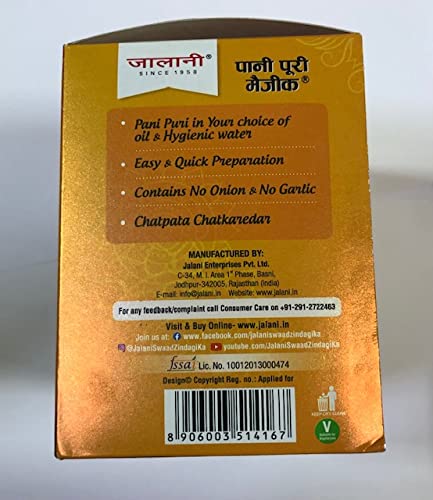 जालानी®
SINCE 1958
पानी पूरी
मैजीक®
• Pani Puri in Your choice of
oil & Hygienic water
• Easy & Quick Preparation
• Contains No Onion & No Garlic
• Chatpata Chatkaredar
MANUFACTURED BY:
Jalani Enterprises Pvt. Ltd.
C-34, M. I. Area 1st Phase, Basni,
Jodhpur-342005, Rajasthan (India)
E-mail: info@jalani.in Website: www.jalani.in
For any feedback/complaint call Consumer Care on +91-291-2722463
Visit & Buy Online- www.jalani.in
Join us at: www.facebook.com/jalaniswaadzindagika
@JalaniSwaadZindagiKa youtube.com/JalaniSwaadZindagiKa
fssai Lic. No. 10012013000474
Design© Copyright Reg. no.: Applied for
8 906003 514167
KEEP CITY CLEAN
V